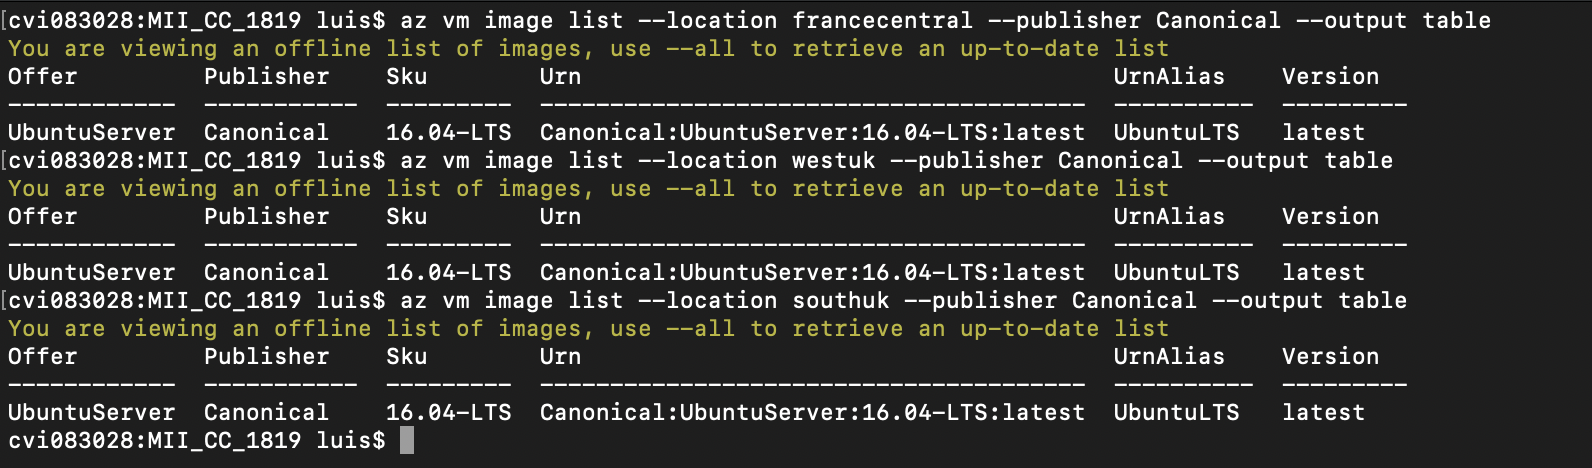 [cvi083028:MII_CC_1819 luis$ az vm image list --location francecentral --publisher Canonical --output table
You are viewing an offline list of images, use --all to retrieve an up-to-date list
Offer         Publisher    Sku        Urn                                      UrnAlias    Version
------------  -----------  ---------  ---------------------------------------  ----------  ---------
UbuntuServer  Canonical    16.04-LTS  Canonical:UbuntuServer:16.04-LTS:latest  UbuntuLTS   latest
[cvi083028:MII_CC_1819 luis$ az vm image list --location westuk --publisher Canonical --output table
You are viewing an offline list of images, use --all to retrieve an up-to-date list
Offer         Publisher    Sku        Urn                                      UrnAlias    Version
------------  -----------  ---------  ---------------------------------------  ----------  ---------
UbuntuServer  Canonical    16.04-LTS  Canonical:UbuntuServer:16.04-LTS:latest  UbuntuLTS   latest
[cvi083028:MII_CC_1819 luis$ az vm image list --location southuk --publisher Canonical --output table
You are viewing an offline list of images, use --all to retrieve an up-to-date list
Offer         Publisher    Sku        Urn                                      UrnAlias    Version
------------  -----------  ---------  ---------------------------------------  ----------  ---------
UbuntuServer  Canonical    16.04-LTS  Canonical:UbuntuServer:16.04-LTS:latest  UbuntuLTS   latest
cvi083028:MII_CC_1819 luis$